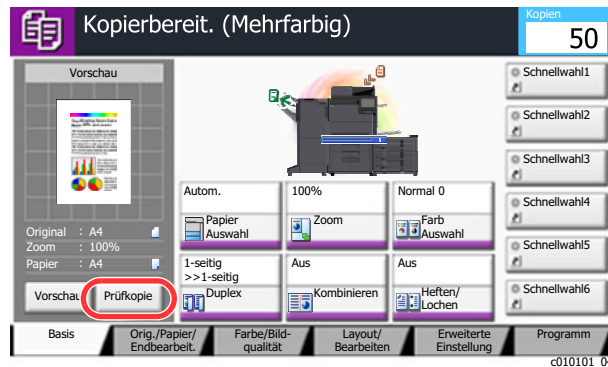 Kopierbereit. (Mehrfarbig)
Kopien
50
Vorschau
Original : A4
Zoom : 100%
Papier : A4
Vorschau
Prüfkopie
Autom.
Papier
Auswahl
100%
Zoom
Normal 0
Farb
Auswahl
1-seitig
>>1-seitig
Duplex
Aus
Kombinieren
Aus
Heften/
Lochen
Schnellwahl1
Schnellwahl2
Schnellwahl3
Schnellwahl4
Schnellwahl5
Schnellwahl6
Basis
Orig./Papier/
Endbearbeit.
Farbe/Bild-
qualität
Layout/
Bearbeiten
Erweiterte
Einstellung
Programm
c010101